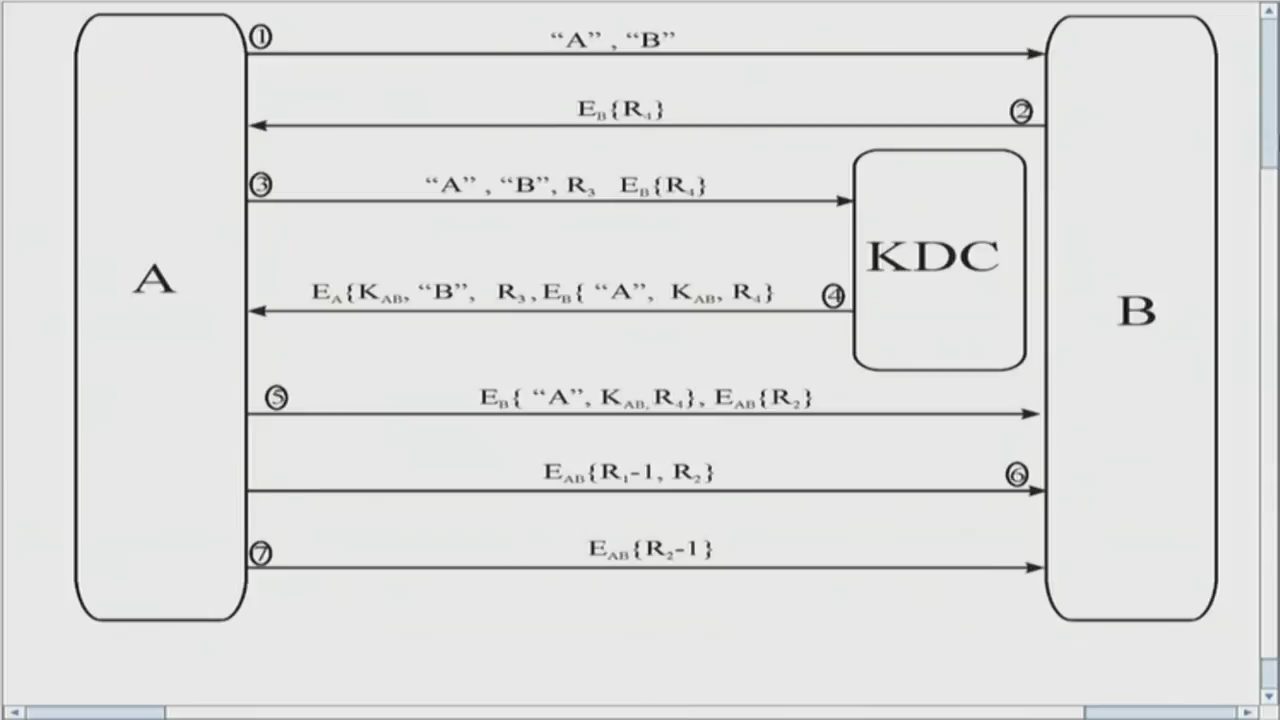 ① “A” , “B”
E_B{R_4} ②
③ “A” , “B”, R_3 E_B{R_4}
KDC
A
E_A{K_AB, “B”, R_3, E_B{ “A”, K_AB, R_4} ④
B
⑤ E_B{ “A”, K_AB, R_4}, E_AB{R_2}
E_AB{R_1-1, R_2} ⑥
⑦ E_AB{R_2-1}